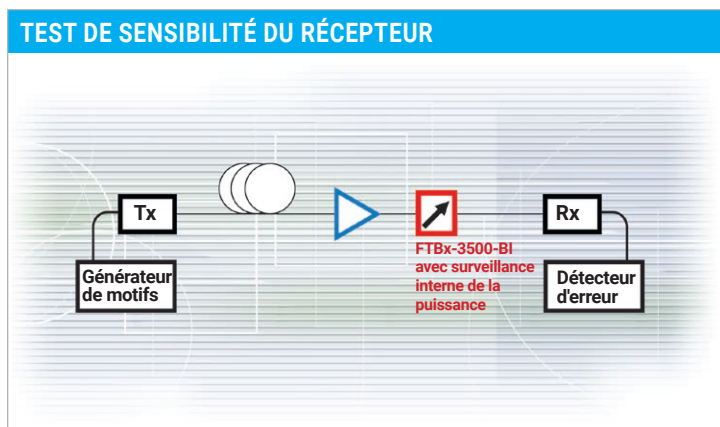 TEST DE SENSIBILITÉ DU RÉCEPTEUR
Tx
Rx
FTBx-3500-BI
avec surveillance
interne de la
puissance
Générateur
de motifs
Détecteur
d'erreur